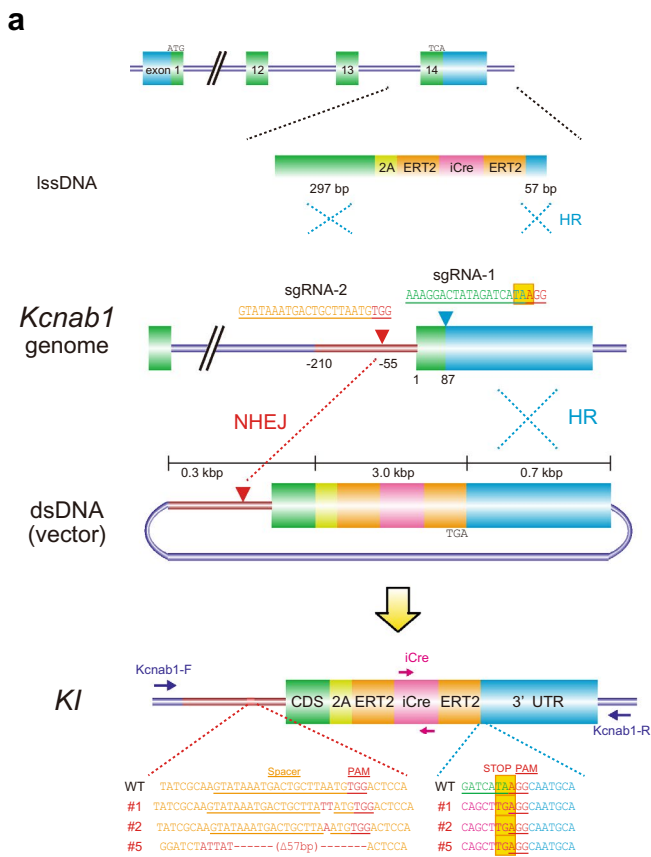 a
ATG
TCA
exon 1
12
13
14
lssDNA
2A ERT2 iCre ERT2
297 bp
57 bp
HR
sgRNA-2
sgRNA-1
GTATAAATGACTGCTTAATGTGG
AAAGGACTATAGATCATAAGG
Kcnab1
genome
-210
-55
1
87
NHEJ
HR
0.3 kbp
3.0 kbp
0.7 kbp
dsDNA
(vector)
TGA
iCre
Kcnab1-F
KI
CDS 2A ERT2 iCre ERT2 3' UTR
Kcnab1-R
Spacer PAM
STOP PAM
WT TATCGCAAGTATAAATGACTGCTTAATGTGGACTCCA
WT GATCATAAGGCAATGCA
#1 TATCGCAAGTATAAATGACTGCTTATTATGTGGACTCCA
#1 CAGCTTGAGGCAATGCA
#2 TATCGCAAGTATAAATGACTGCTTAAATGTGGACTCCA
#2 CAGCTTGAGGCAATGCA
#5 GGATCTATTAT------(Δ57bp)---------ACTCCA
#5 CAGCTTGAGGCAATGCA